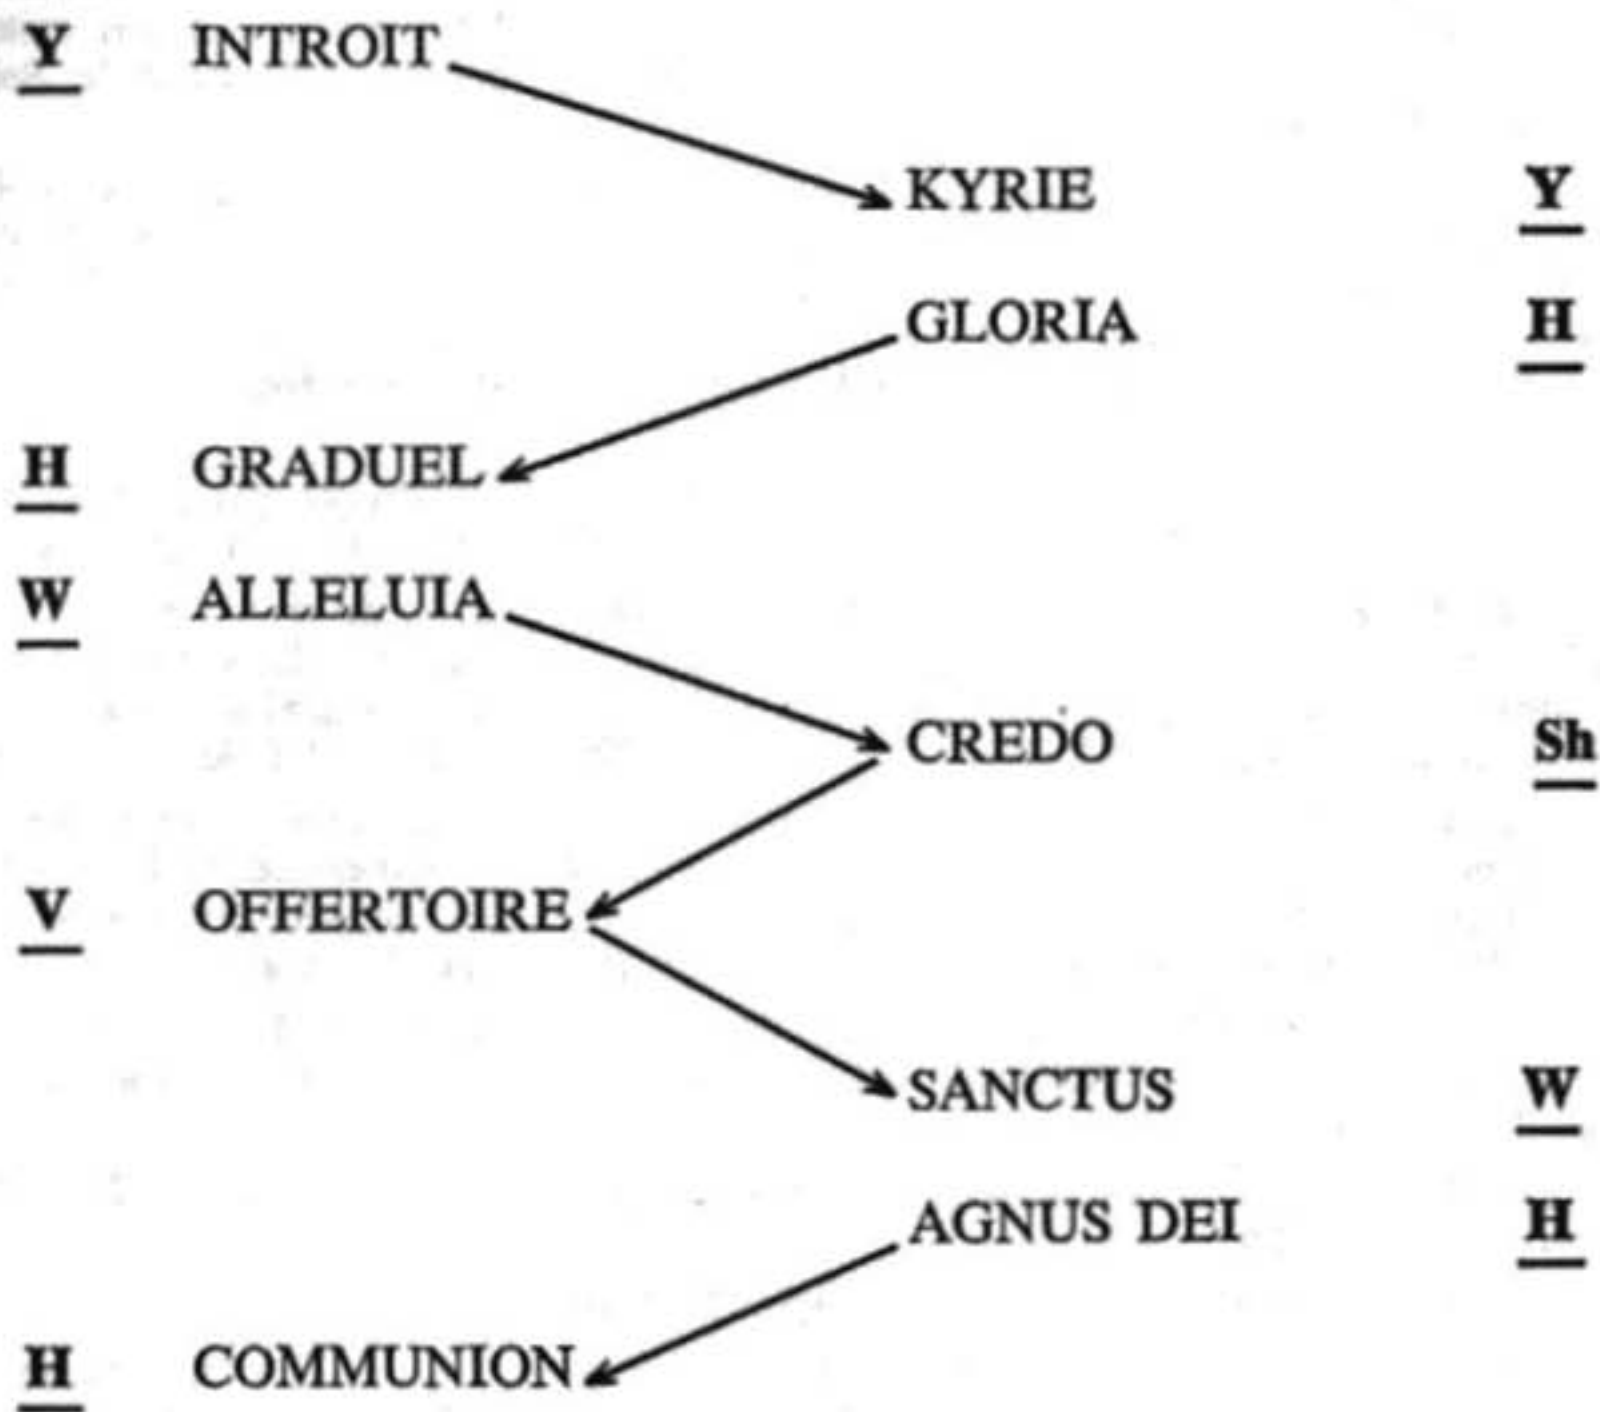 Y INTROIT
KYRIE Y
GLORIA H
H GRADUEL
W ALLELUIA
CREDO Sh
V OFFERTOIRE
SANCTUS W
AGNUS DEI H
H COMMUNION